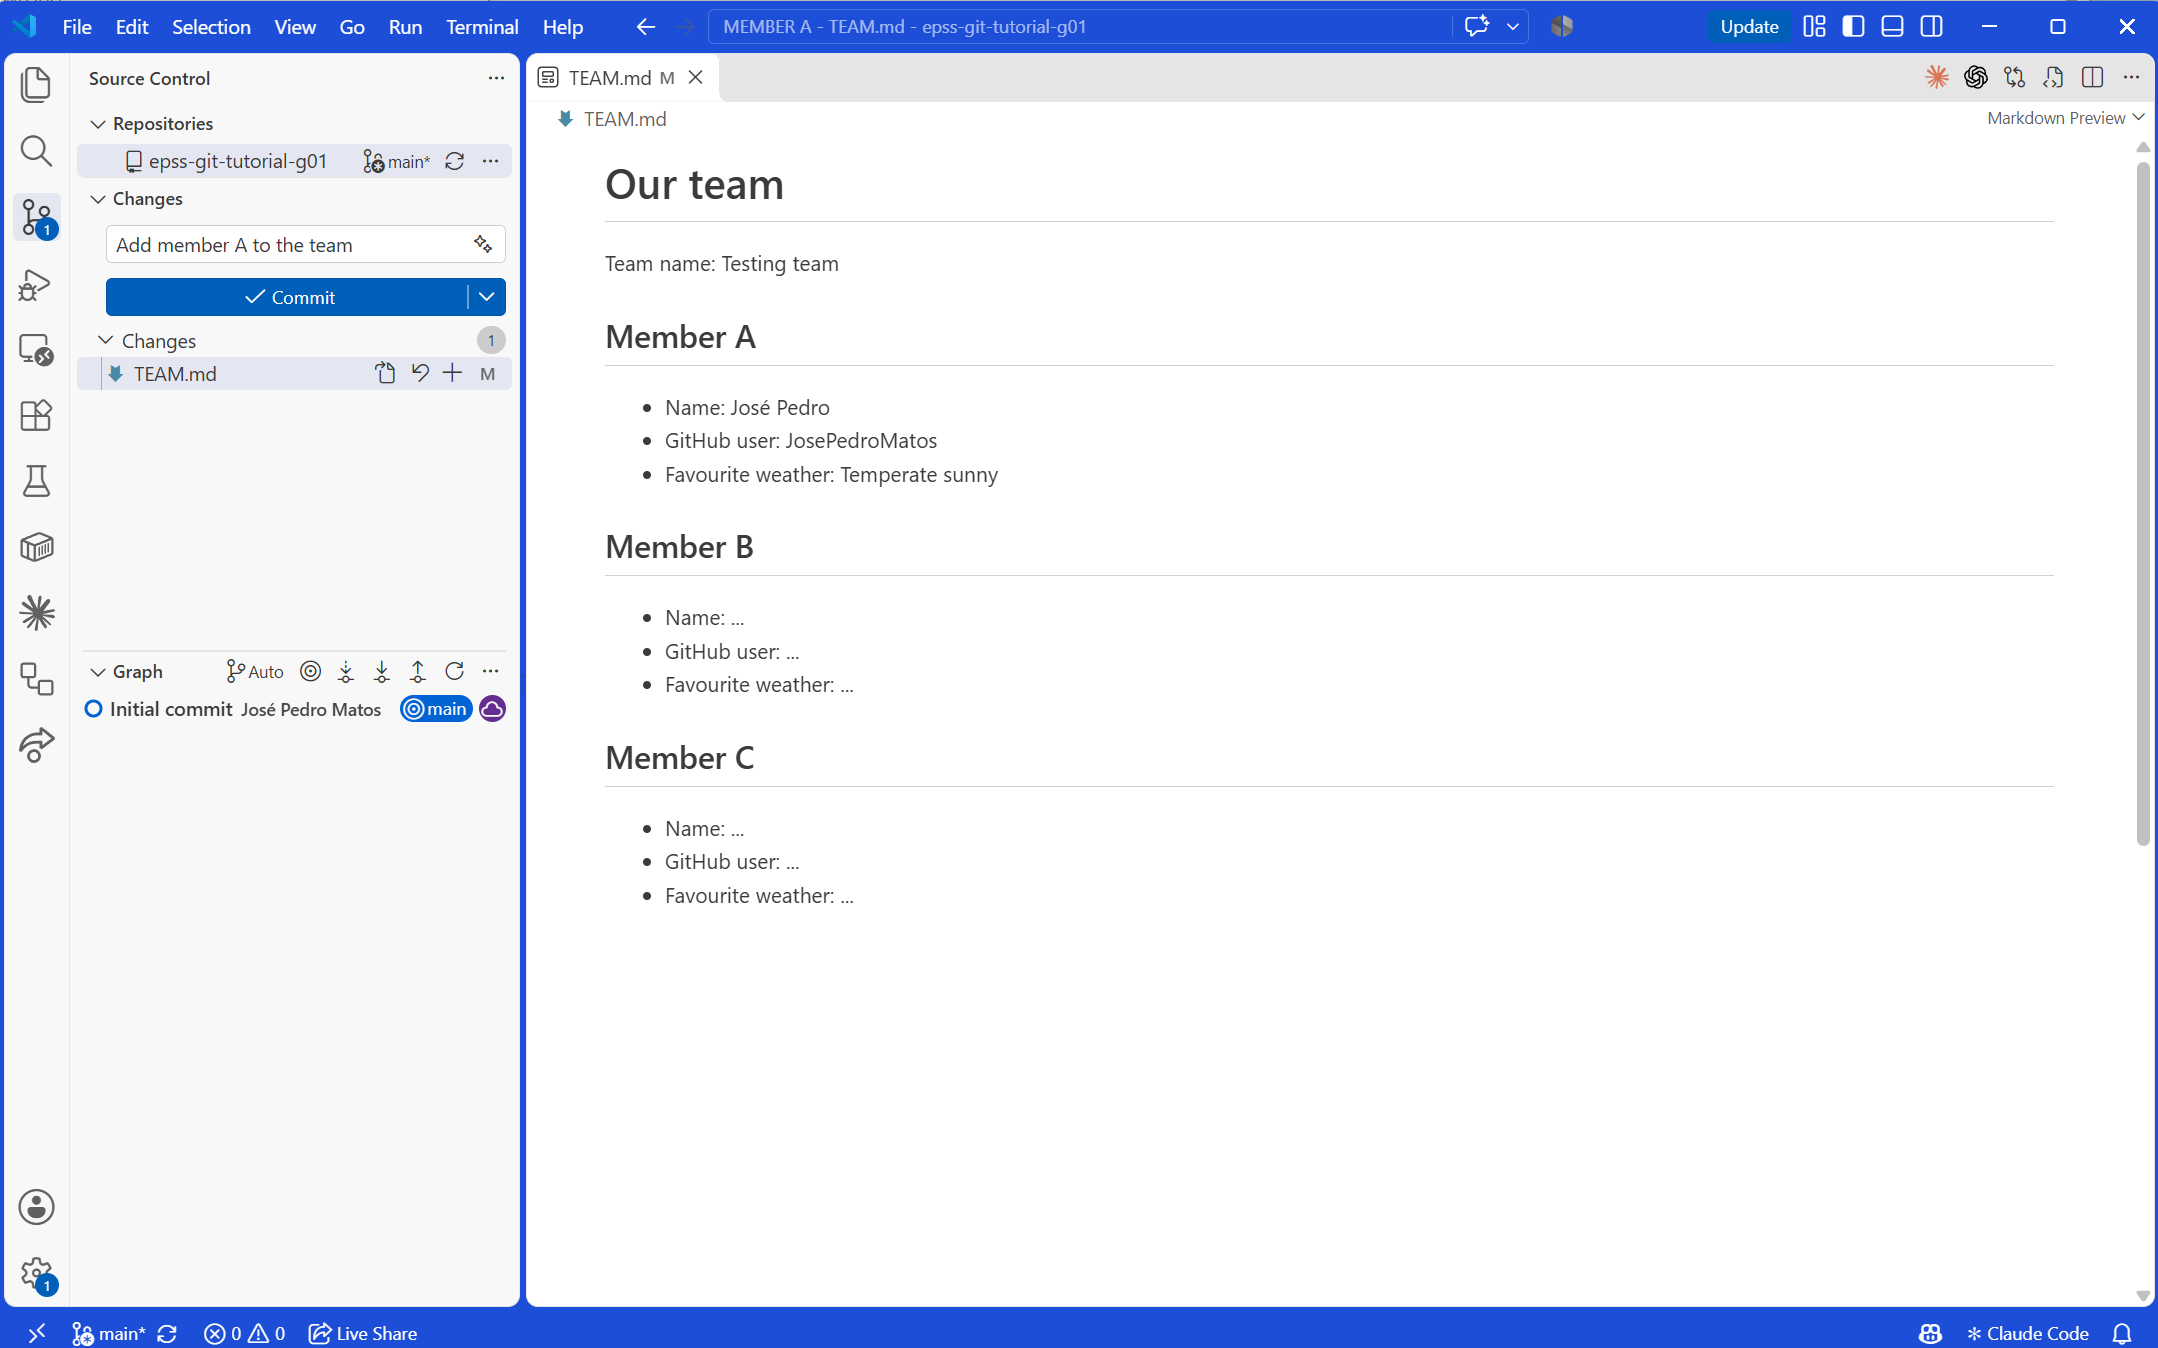 File Edit Selection View Go Run Terminal Help
MEMBER A - TEAM.md - epss-git-tutorial-g01
Update
Source Control
Repositories
epss-git-tutorial-g01 main*
Changes
Add member A to the team
Commit
Changes 1
TEAM.md M
Graph Auto
Initial commit José Pedro Matos main
1
1
TEAM.md M
TEAM.md
Markdown Preview
Our team
Team name: Testing team
Member A
Name: José Pedro
GitHub user: JosePedroMatos
Favourite weather: Temperate sunny
Member B
Name: ...
GitHub user: ...
Favourite weather: ...
Member C
Name: ...
GitHub user: ...
Favourite weather: ...
main* 0 0 Live Share
Claude Code